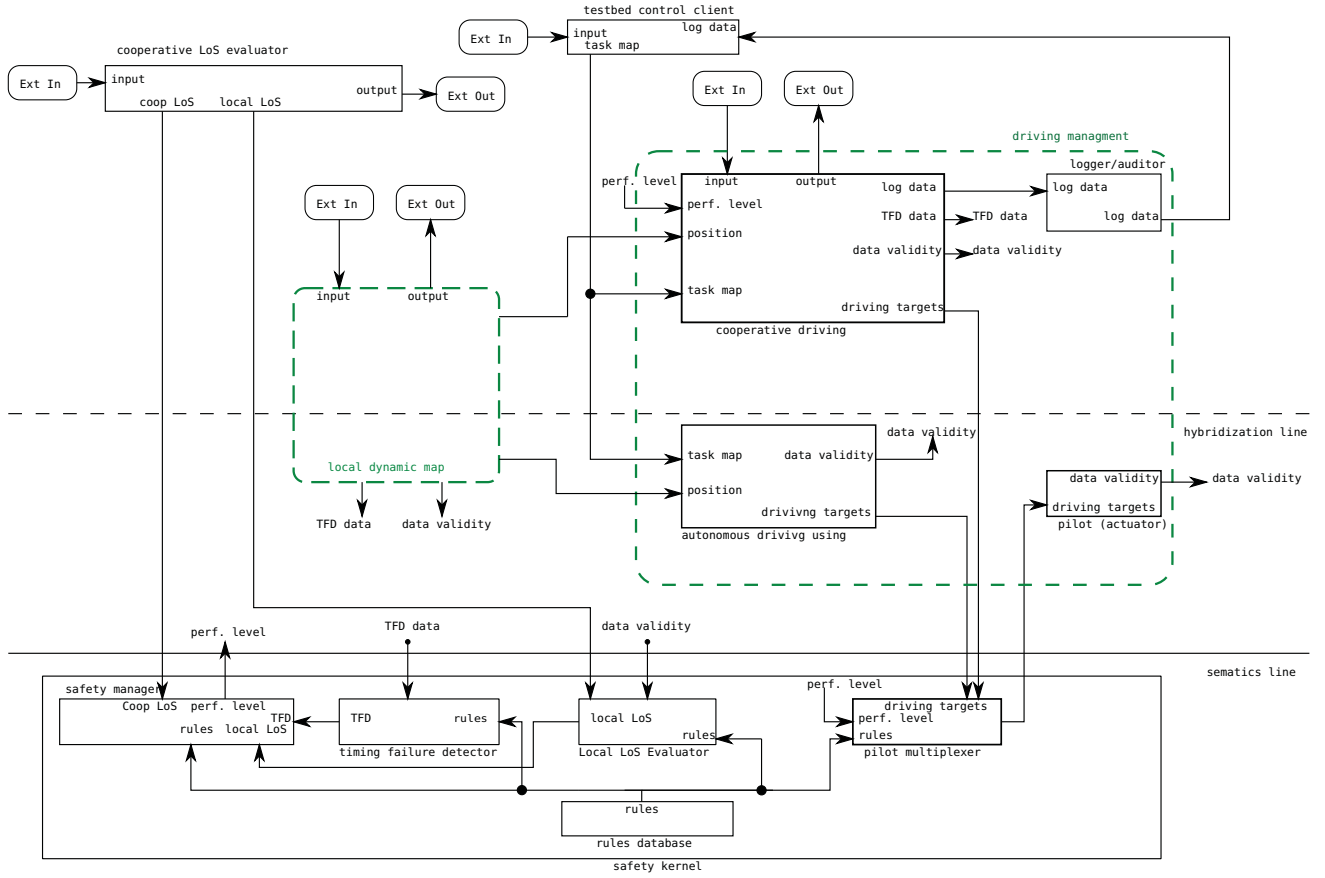 testbed control client
Ext In
input
log data
task map
cooperative LoS evaluator
Ext In
input
output
Ext Out
coop LoS
local LoS
Ext In
Ext Out
driving managment
logger/auditor
perf. level
input
output
log data
log data
perf. level
TFD data
TFD data
log data
position
data validity
data validity
task map
driving targets
cooperative driving
Ext In
Ext Out
input
output
local dynamic map
TFD data
data validity
hybridization line
data validity
task map
data validity
position
drivivng targets
autonomous drivivg using
data validity
data validity
driving targets
pilot (actuator)
perf. level
TFD data
data validity
sematics line
safety manager
Coop LoS
perf. level
TFD
rules
local LoS
TFD
rules
timing failure detector
local LoS
rules
Local LoS Evaluator
perf. level
driving targets
perf. level
rules
pilot multiplexer
rules
rules database
safety kernel